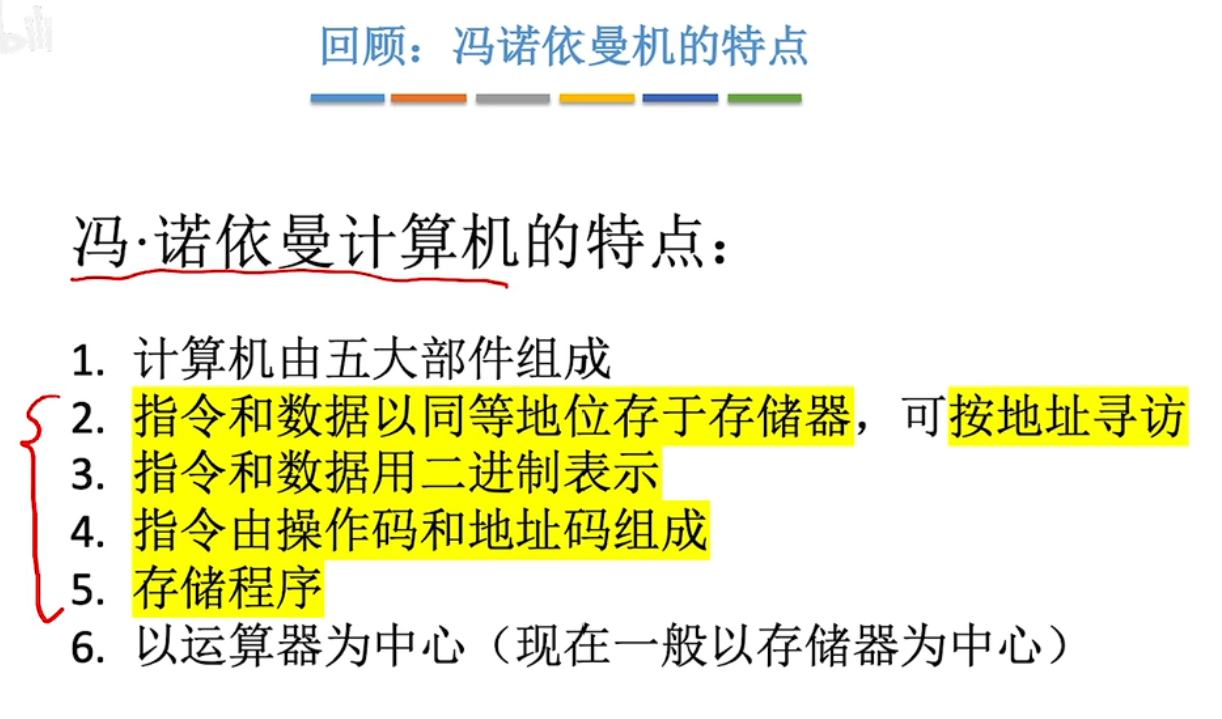 回顾：冯诺依曼机的特点
冯·诺依曼计算机的特点：
1. 计算机由五大部件组成
2. 指令和数据以同等地位存于存储器，可按地址寻访
3. 指令和数据用二进制表示
4. 指令由操作码和地址码组成
5. 存储程序
6. 以运算器为中心（现在一般以存储器为中心）